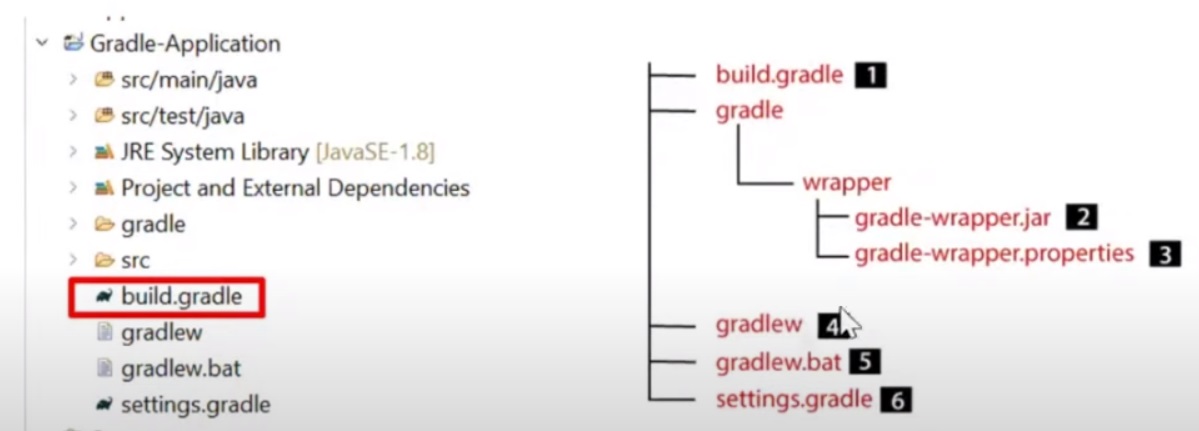 Gradle-Application
src/main/java
src/test/java
JRE System Library [JavaSE-1.8]
Project and External Dependencies
gradle
src
build.gradle
gradlew
gradlew.bat
settings.gradle
build.gradle 1
gradle
wrapper
gradle-wrapper.jar 2
gradle-wrapper.properties 3
gradlew 4
gradlew.bat 5
settings.gradle 6